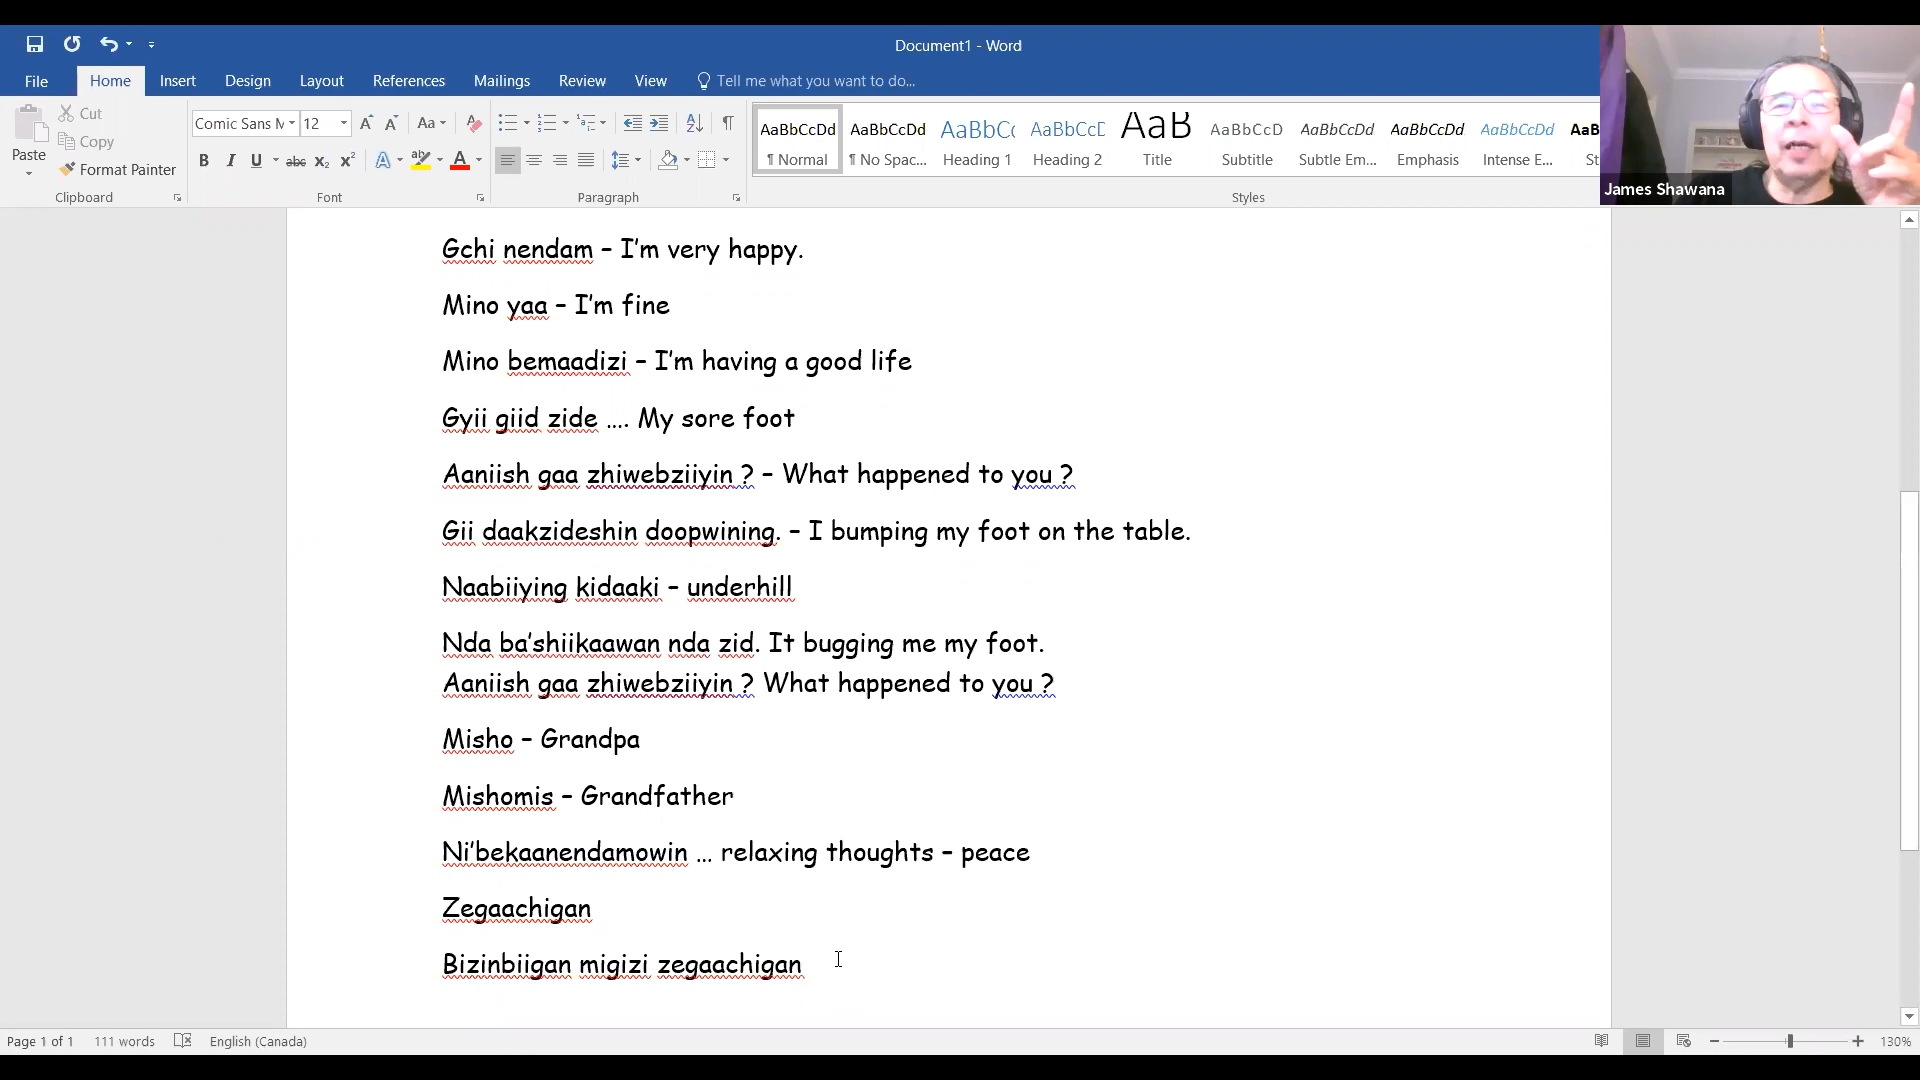 Document1 - Word
File Home Insert Design Layout References Mailings Review View Tell me what you want to do...
Paste
Cut
Copy
Format Painter
Clipboard
Comic Sans M 12
Font
Paragraph
AaBbCcDd AaBbCcDd AaBbCc AaBbCcD AaB AaBbCcD AaBbCcDd AaBbCcDd AaBbCcDd AaB
¶ Normal ¶ No Spac... Heading 1 Heading 2 Title Subtitle Subtle Em... Emphasis Intense E... St
Styles
James Shawana
Gchi nendam – I'm very happy.
Mino yaa – I'm fine
Mino bemaadizi – I'm having a good life
Gyii giid zide .... My sore foot
Aaniish gaa zhiwebziiyin ? – What happened to you ?
Gii daakzideshin doopwining. – I bumping my foot on the table.
Naabiiying kidaaki – underhill
Nda ba'shiikaawan nda zid. It bugging me my foot.
Aaniish gaa zhiwebziiyin ? What happened to you ?
Misho – Grandpa
Mishomis – Grandfather
Ni'bekaanendamowin ... relaxing thoughts – peace
Zegaachigan
Bizinbiigan migizi zegaachigan
Page 1 of 1 111 words English (Canada) 130%